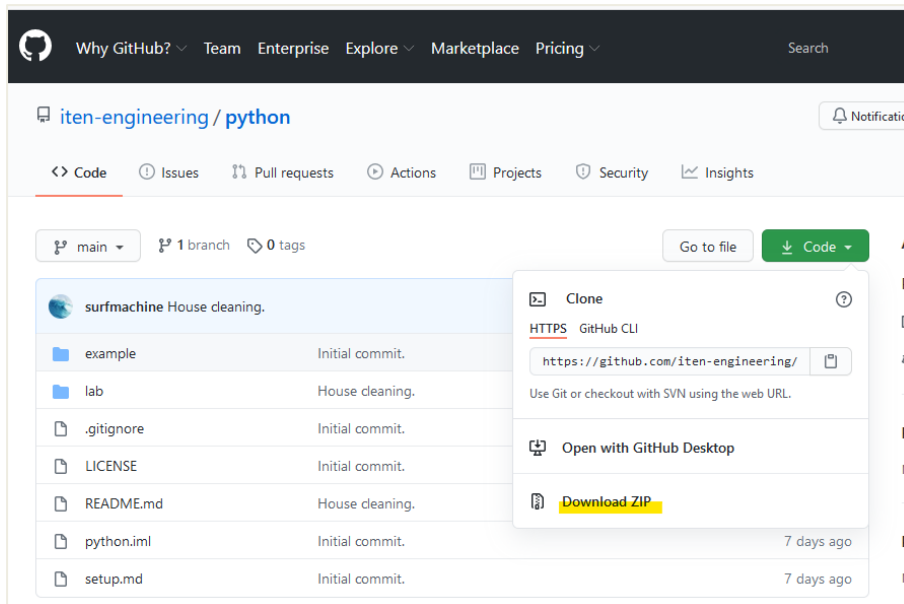 Why GitHub? Team Enterprise Explore Marketplace Pricing Search
iten-engineering / python
Code Issues Pull requests Actions Projects Security Insights
main 1 branch 0 tags Go to file Code
surfmachine House cleaning.
example Initial commit.
lab House cleaning.
.gitignore Initial commit.
LICENSE Initial commit.
README.md House cleaning.
python.iml Initial commit. 7 days ago
setup.md Initial commit. 7 days ago
Clone
HTTPS GitHub CLI
https://github.com/iten-engineering/
Use Git or checkout with SVN using the web URL.
Open with GitHub Desktop
Download ZIP